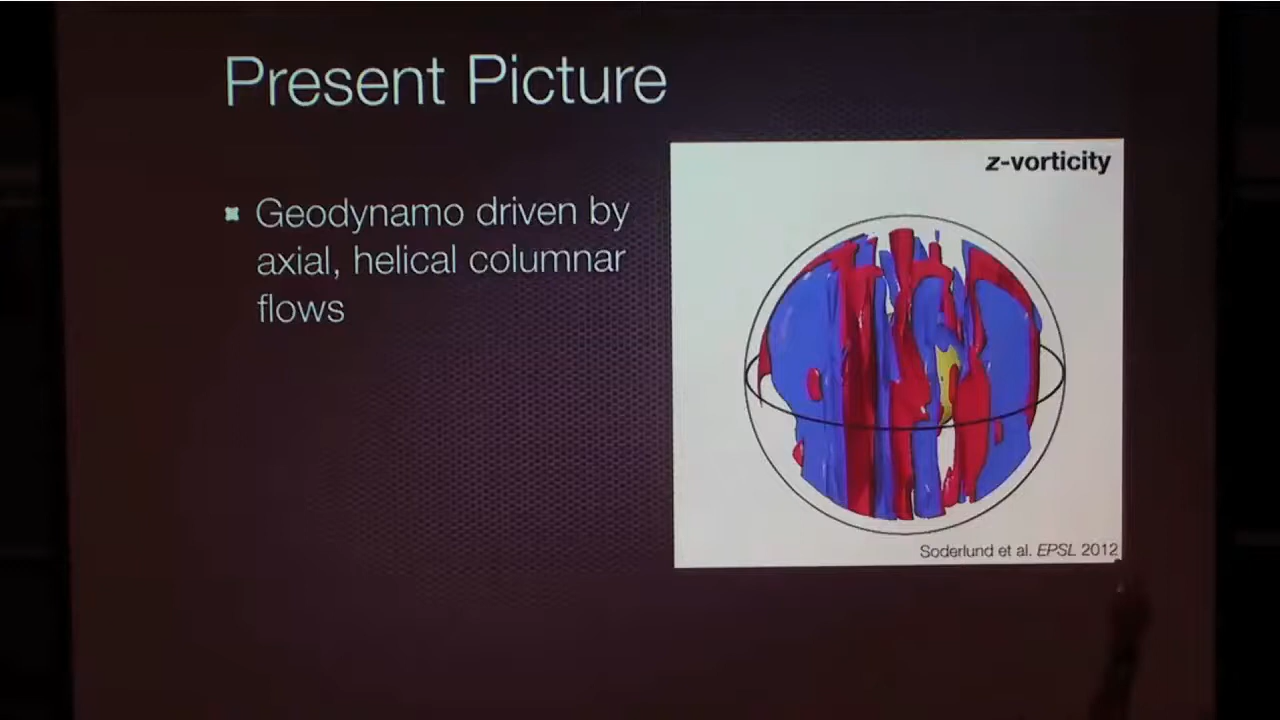 Present Picture
Geodynamo driven by
axial, helical columnar
flows
z-vorticity
Soderlund et al. EPSL 2012